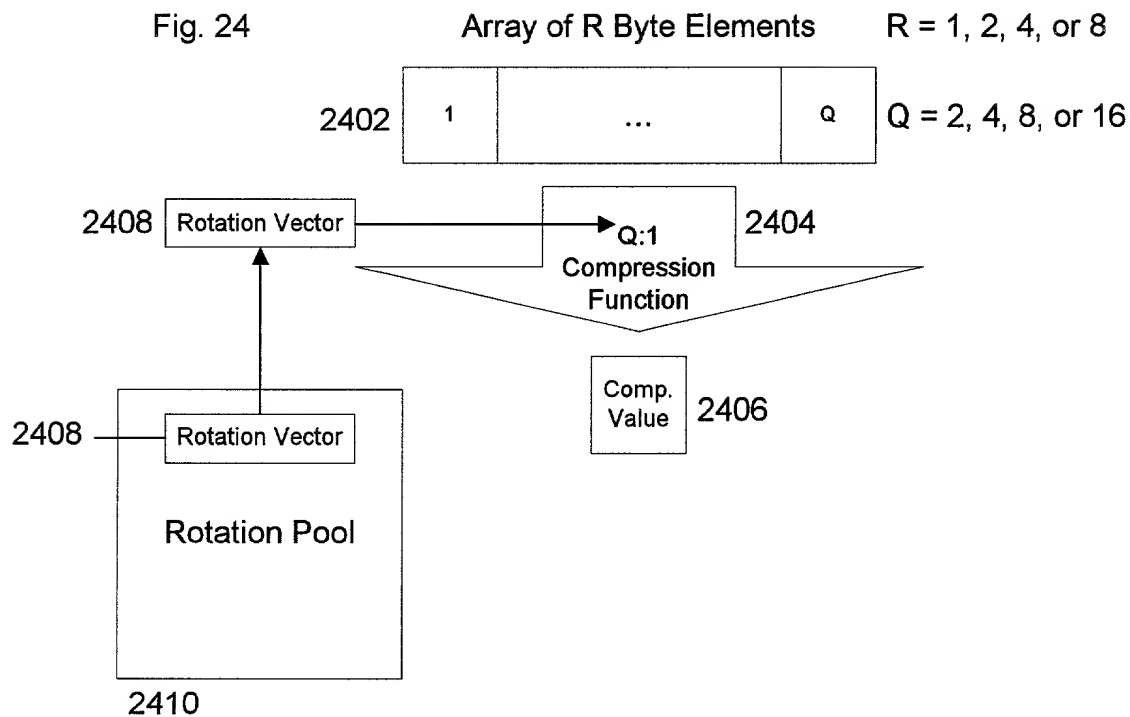 Fig. 24 Array of R Byte Elements R = 1, 2, 4, or 8
2402 1 ... Q Q = 2, 4, 8, or 16
2408 Rotation Vector 2404
Q:1
Compression
Function
Comp.
Value
2406
2408 Rotation Vector
Rotation Pool
2410